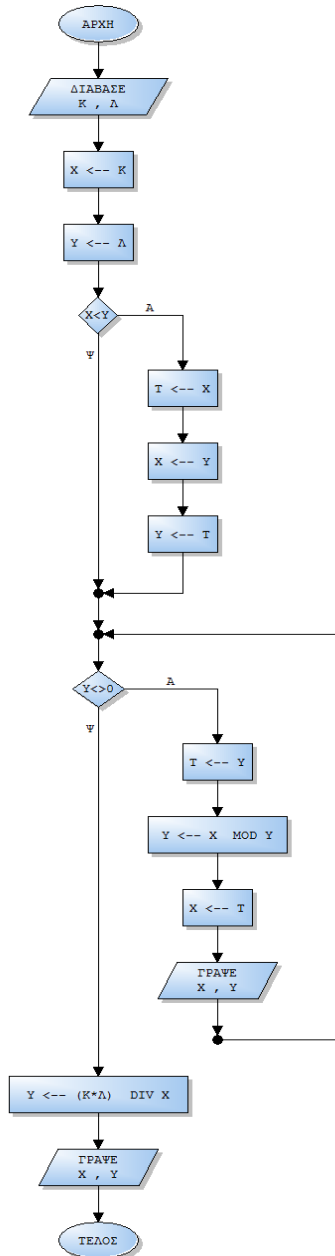 ΑΡΧΗ
ΔΙΑΒΑΣΕ
Κ , Λ
Χ <-- Κ
Υ <-- Λ
Χ<Υ
Α
Ψ
Τ <-- Χ
Χ <-- Υ
Υ <-- Τ
Υ<>0
Α
Ψ
Τ <-- Υ
Υ <-- Χ MOD Υ
Χ <-- Τ
ΓΡΑΨΕ
Χ , Υ
Υ <-- (Κ*Λ) DIV Χ
ΓΡΑΨΕ
Χ , Υ
ΤΕΛΟΣ